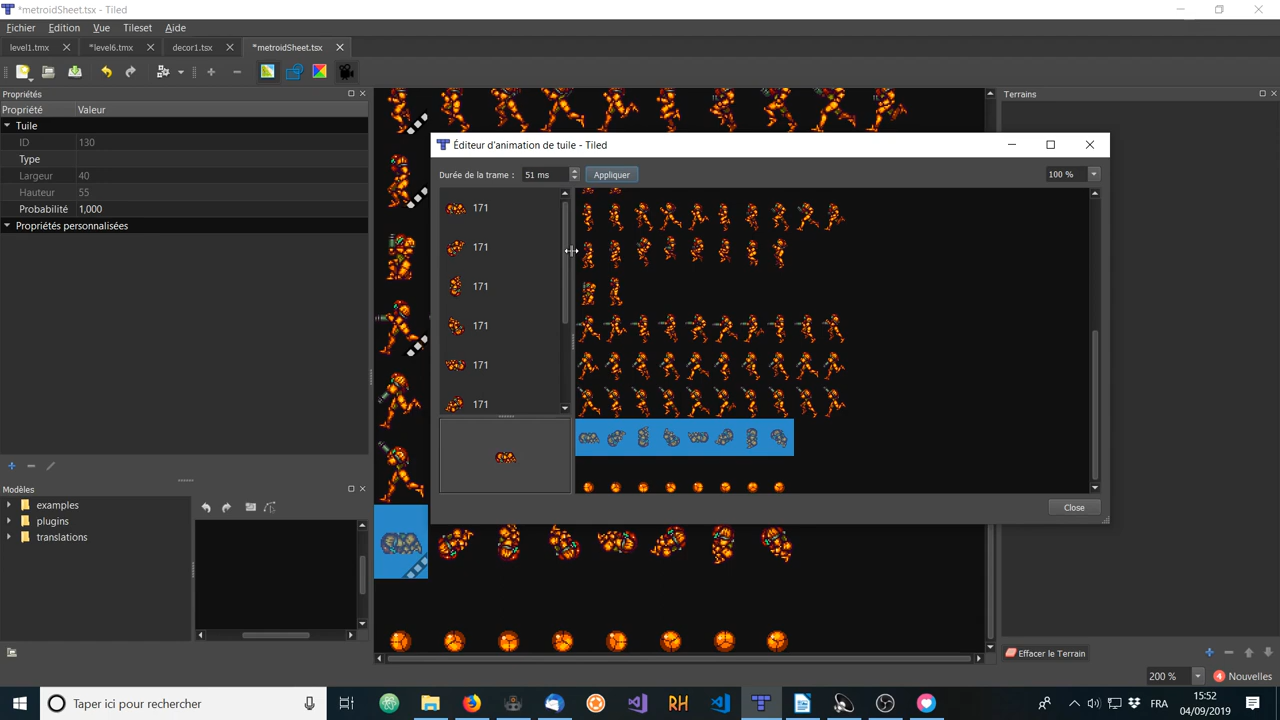 *metroidSheet.tsx - Tiled
Fichier Edition Vue Tileset Aide
level1.tmx *level6.tmx decor1.tsx *metroidSheet.tsx
Propriétés
Propriété Valeur
Tuile
ID 130
Type
Largeur 40
Hauteur 55
Probabilité 1,000
Propriétés personnalisées
Terrains
Éditeur d'animation de tuile - Tiled
Durée de la trame : 51 ms Appliquer 100 %
171
171
171
171
171
171
Close
Modèles
examples
plugins
translations
Effacer le Terrain
200 % 4 Nouvelles
Taper ici pour rechercher
RH
FRA
15:52
04/09/2019